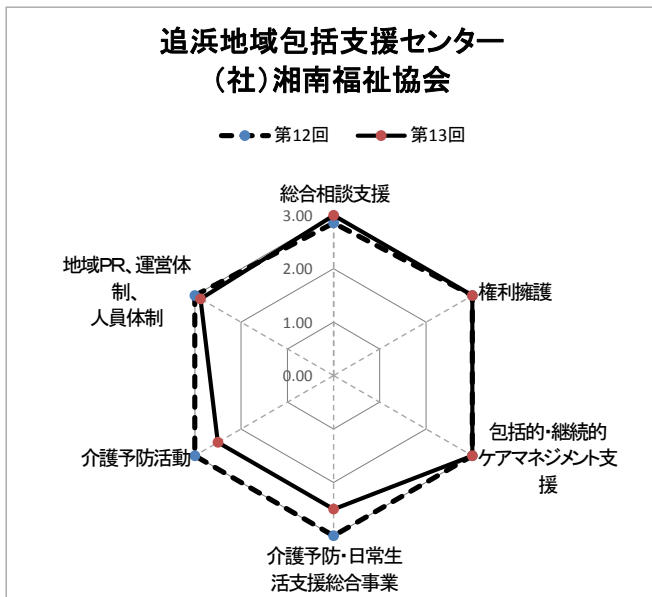 追浜地域包括支援センター
（社）湘南福祉協会
第12回 第13回
総合相談支援
3.00
2.00
1.00
0.00
権利擁護
包括的・継続的
ケアマネジメント支
援
介護予防・日常生
活支援総合事業
介護予防活動
地域PR、運営体
制、
人員体制